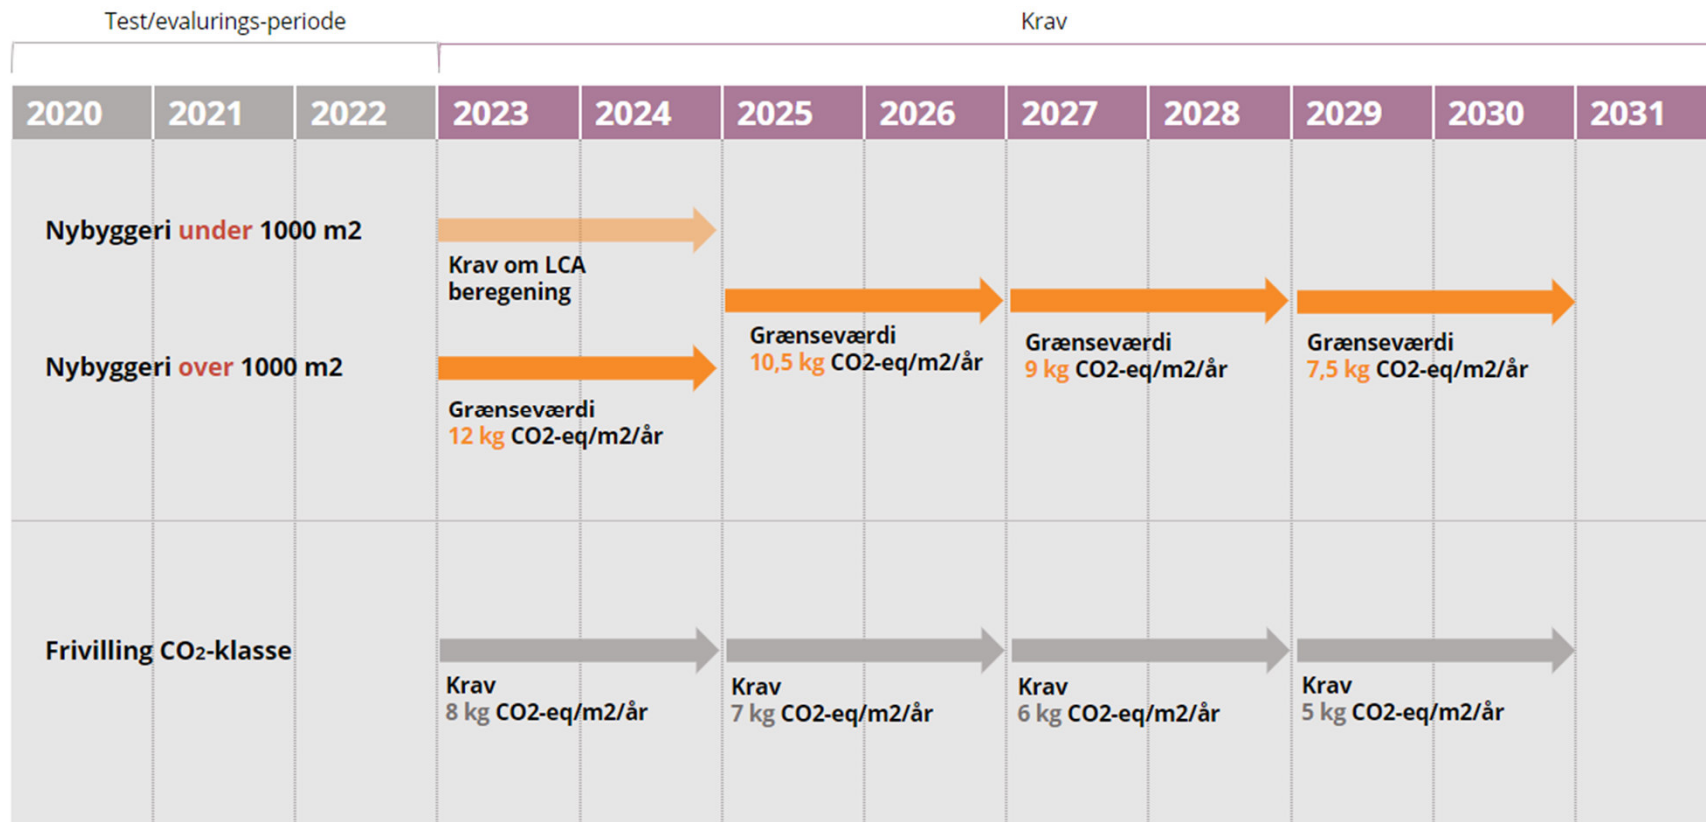 Test/evalurings-periode
Krav
2020 2021 2022 2023 2024 2025 2026 2027 2028 2029 2030 2031
Nybyggeri under 1000 m2
Krav om LCA
beregening
Nybyggeri over 1000 m2
Grænseværdi
12 kg CO2-eq/m2/år
Grænseværdi
10,5 kg CO2-eq/m2/år
Grænseværdi
9 kg CO2-eq/m2/år
Grænseværdi
7,5 kg CO2-eq/m2/år
Frivilling CO2-klasse
Krav
8 kg CO2-eq/m2/år
Krav
7 kg CO2-eq/m2/år
Krav
6 kg CO2-eq/m2/år
Krav
5 kg CO2-eq/m2/år